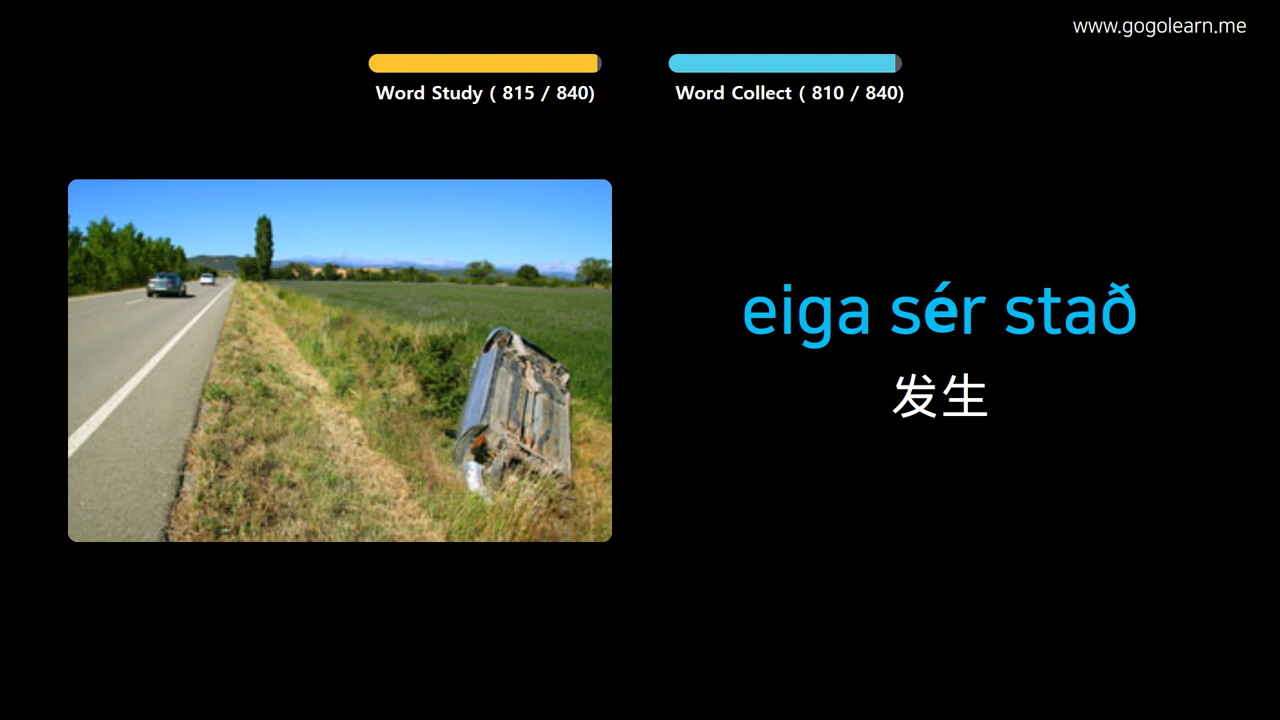 www.gogolearn.me
Word Study ( 815 / 840)
Word Collect ( 810 / 840)
eiga sér stað
发生